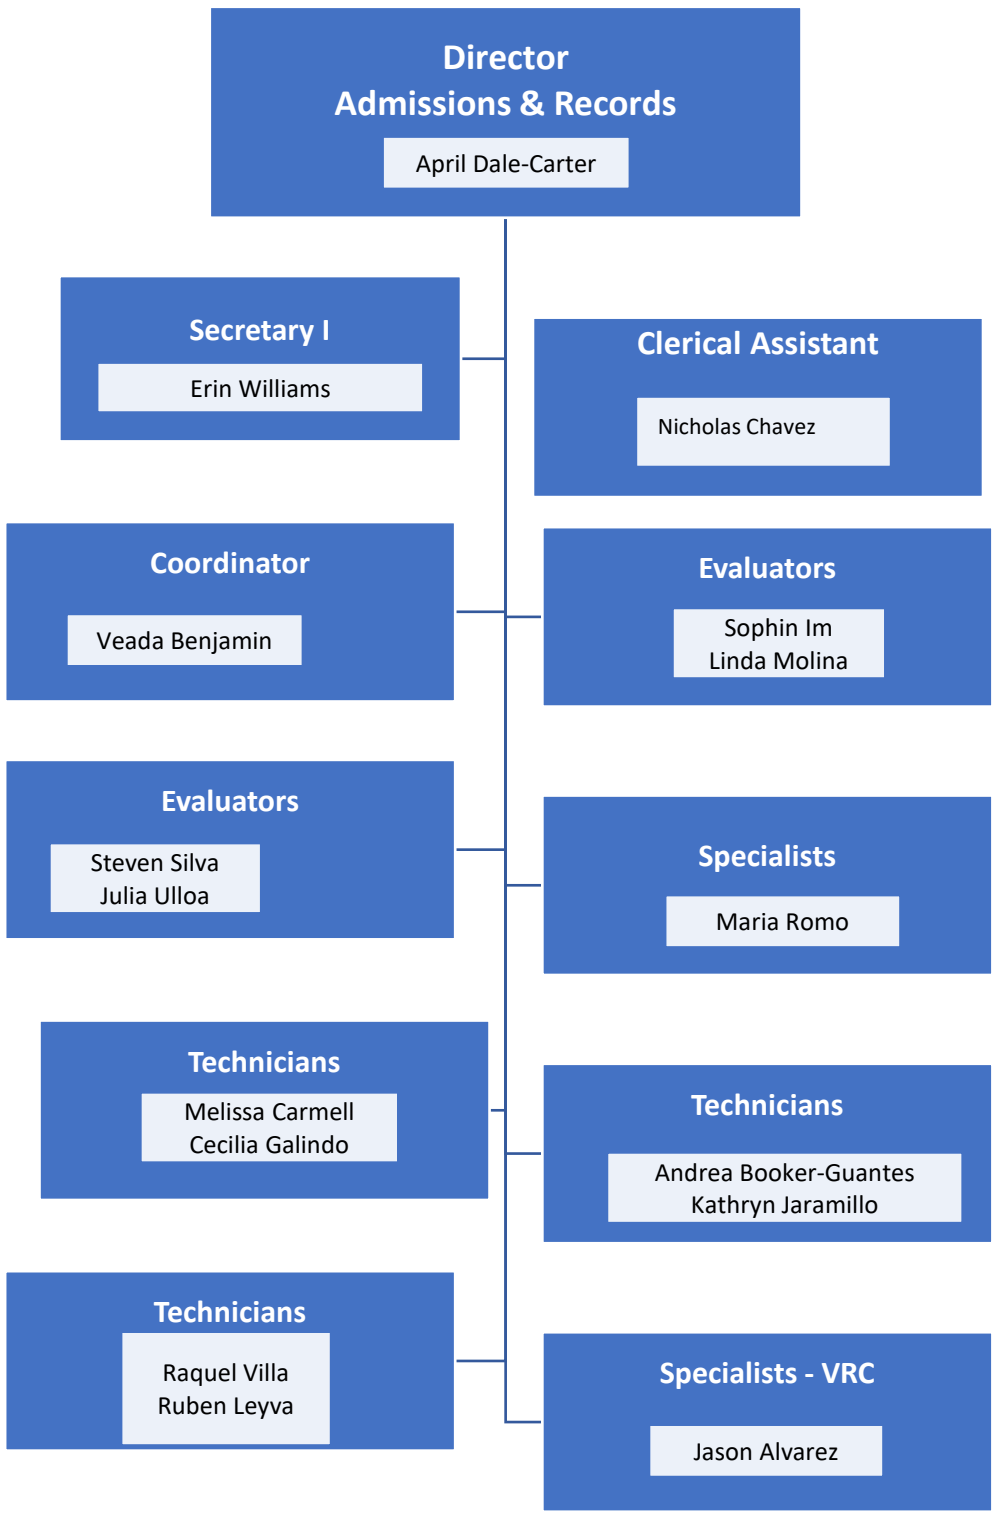 Director
Admissions & Records
April Dale-Carter
Secretary I
Erin Williams
Clerical Assistant
Nicholas Chavez
Coordinator
Veada Benjamin
Evaluators
Sophin Im
Linda Molina
Evaluators
Steven Silva
Julia Ulloa
Specialists
Maria Romo
Technicians
Melissa Carmell
Cecilia Galindo
Technicians
Andrea Booker-Guantes
Kathryn Jaramillo
Technicians
Raquel Villa
Ruben Leyva
Specialists - VRC
Jason Alvarez